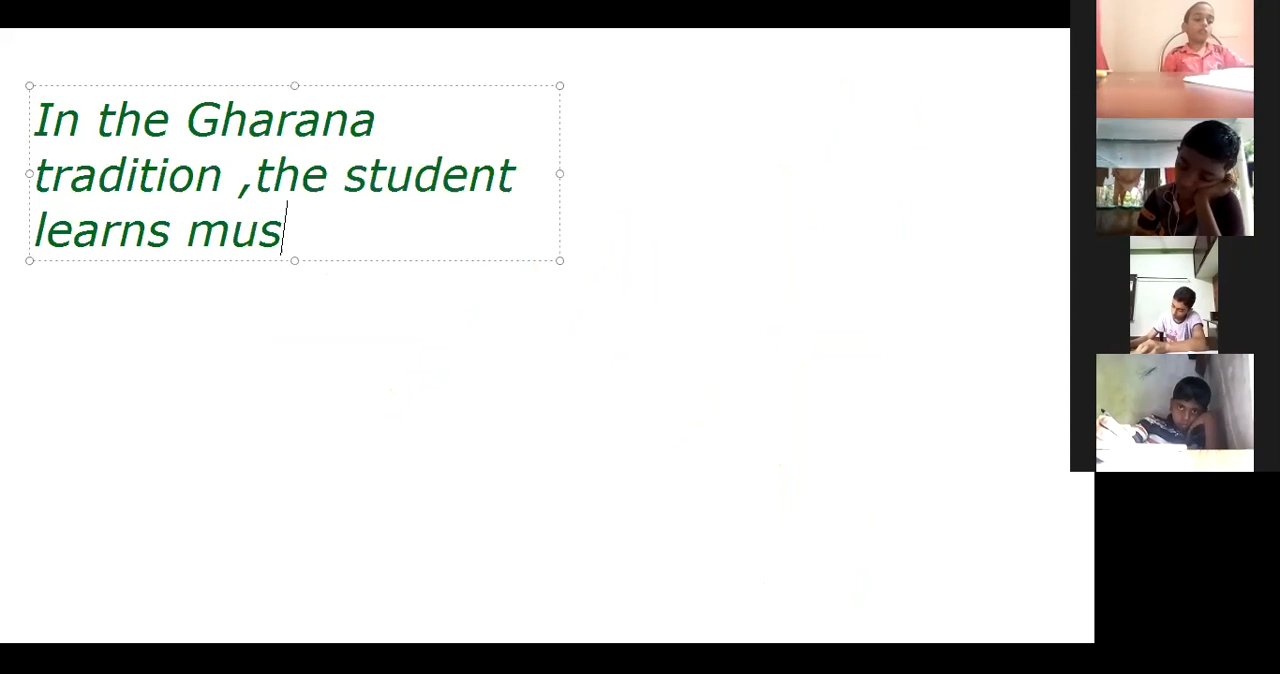 In the Gharana
tradition ,the student
learns mus